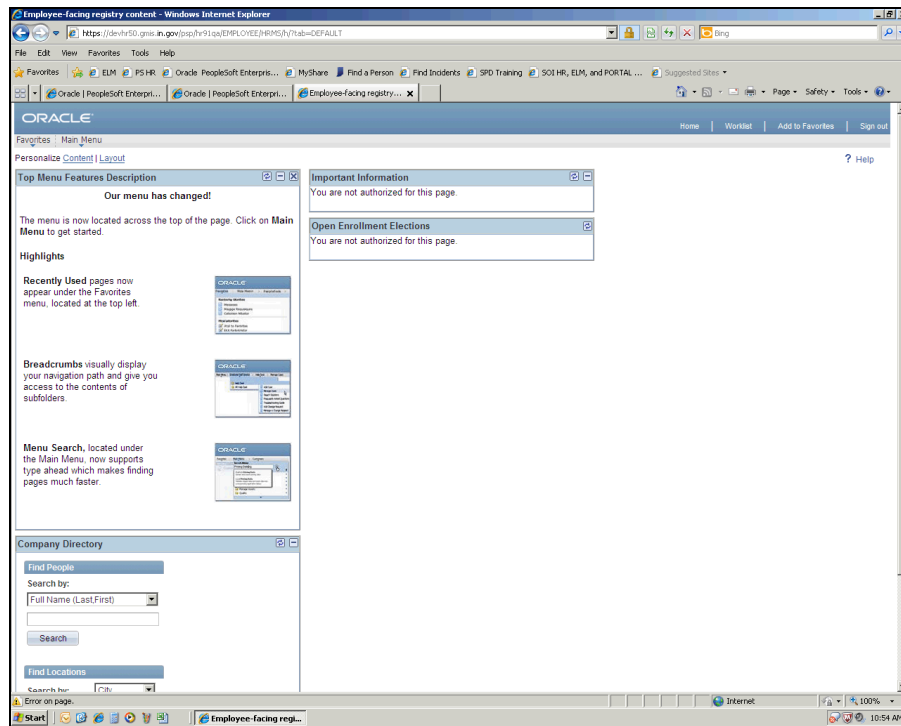 Employee-facing registry content - Windows Internet Explorer
https://devhr50.gmis.in.gov/psp/hr91qa/EMPLOYEE/HRMS/h/?tab=DEFAULT
Bing
File Edit View Favorites Tools Help
Favorites ELM PS HR Oracle PeopleSoft Enterpris... MyShare Find a Person Find Incidents SPD Training SOI HR, ELM, and PORTAL ... Suggested Sites
Oracle | PeopleSoft Enterpri... Oracle | PeopleSoft Enterpri... Employee-facing registry... Page Safety Tools
ORACLE
Home | Worklist | Add to Favorites | Sign out
Favorites Main Menu
Personalize Content | Layout
? Help
Top Menu Features Description
Our menu has changed!
The menu is now located across the top of the page. Click on Main
Menu to get started.
Highlights
Recently Used pages now
appear under the Favorites
menu, located at the top left.
ORACLE
Breadcrumbs visually display
your navigation path and give you
access to the contents of
subfolders.
ORACLE
Menu Search, located under
the Main Menu, now supports
type ahead which makes finding
pages much faster.
ORACLE
Important Information
You are not authorized for this page.
Open Enrollment Elections
You are not authorized for this page.
Company Directory
Find People
Search by:
Full Name (Last,First)
Search
Find Locations
Search by: City
Error on page.
Internet
100%
Start
Employee-facing regi...
10:54 AM